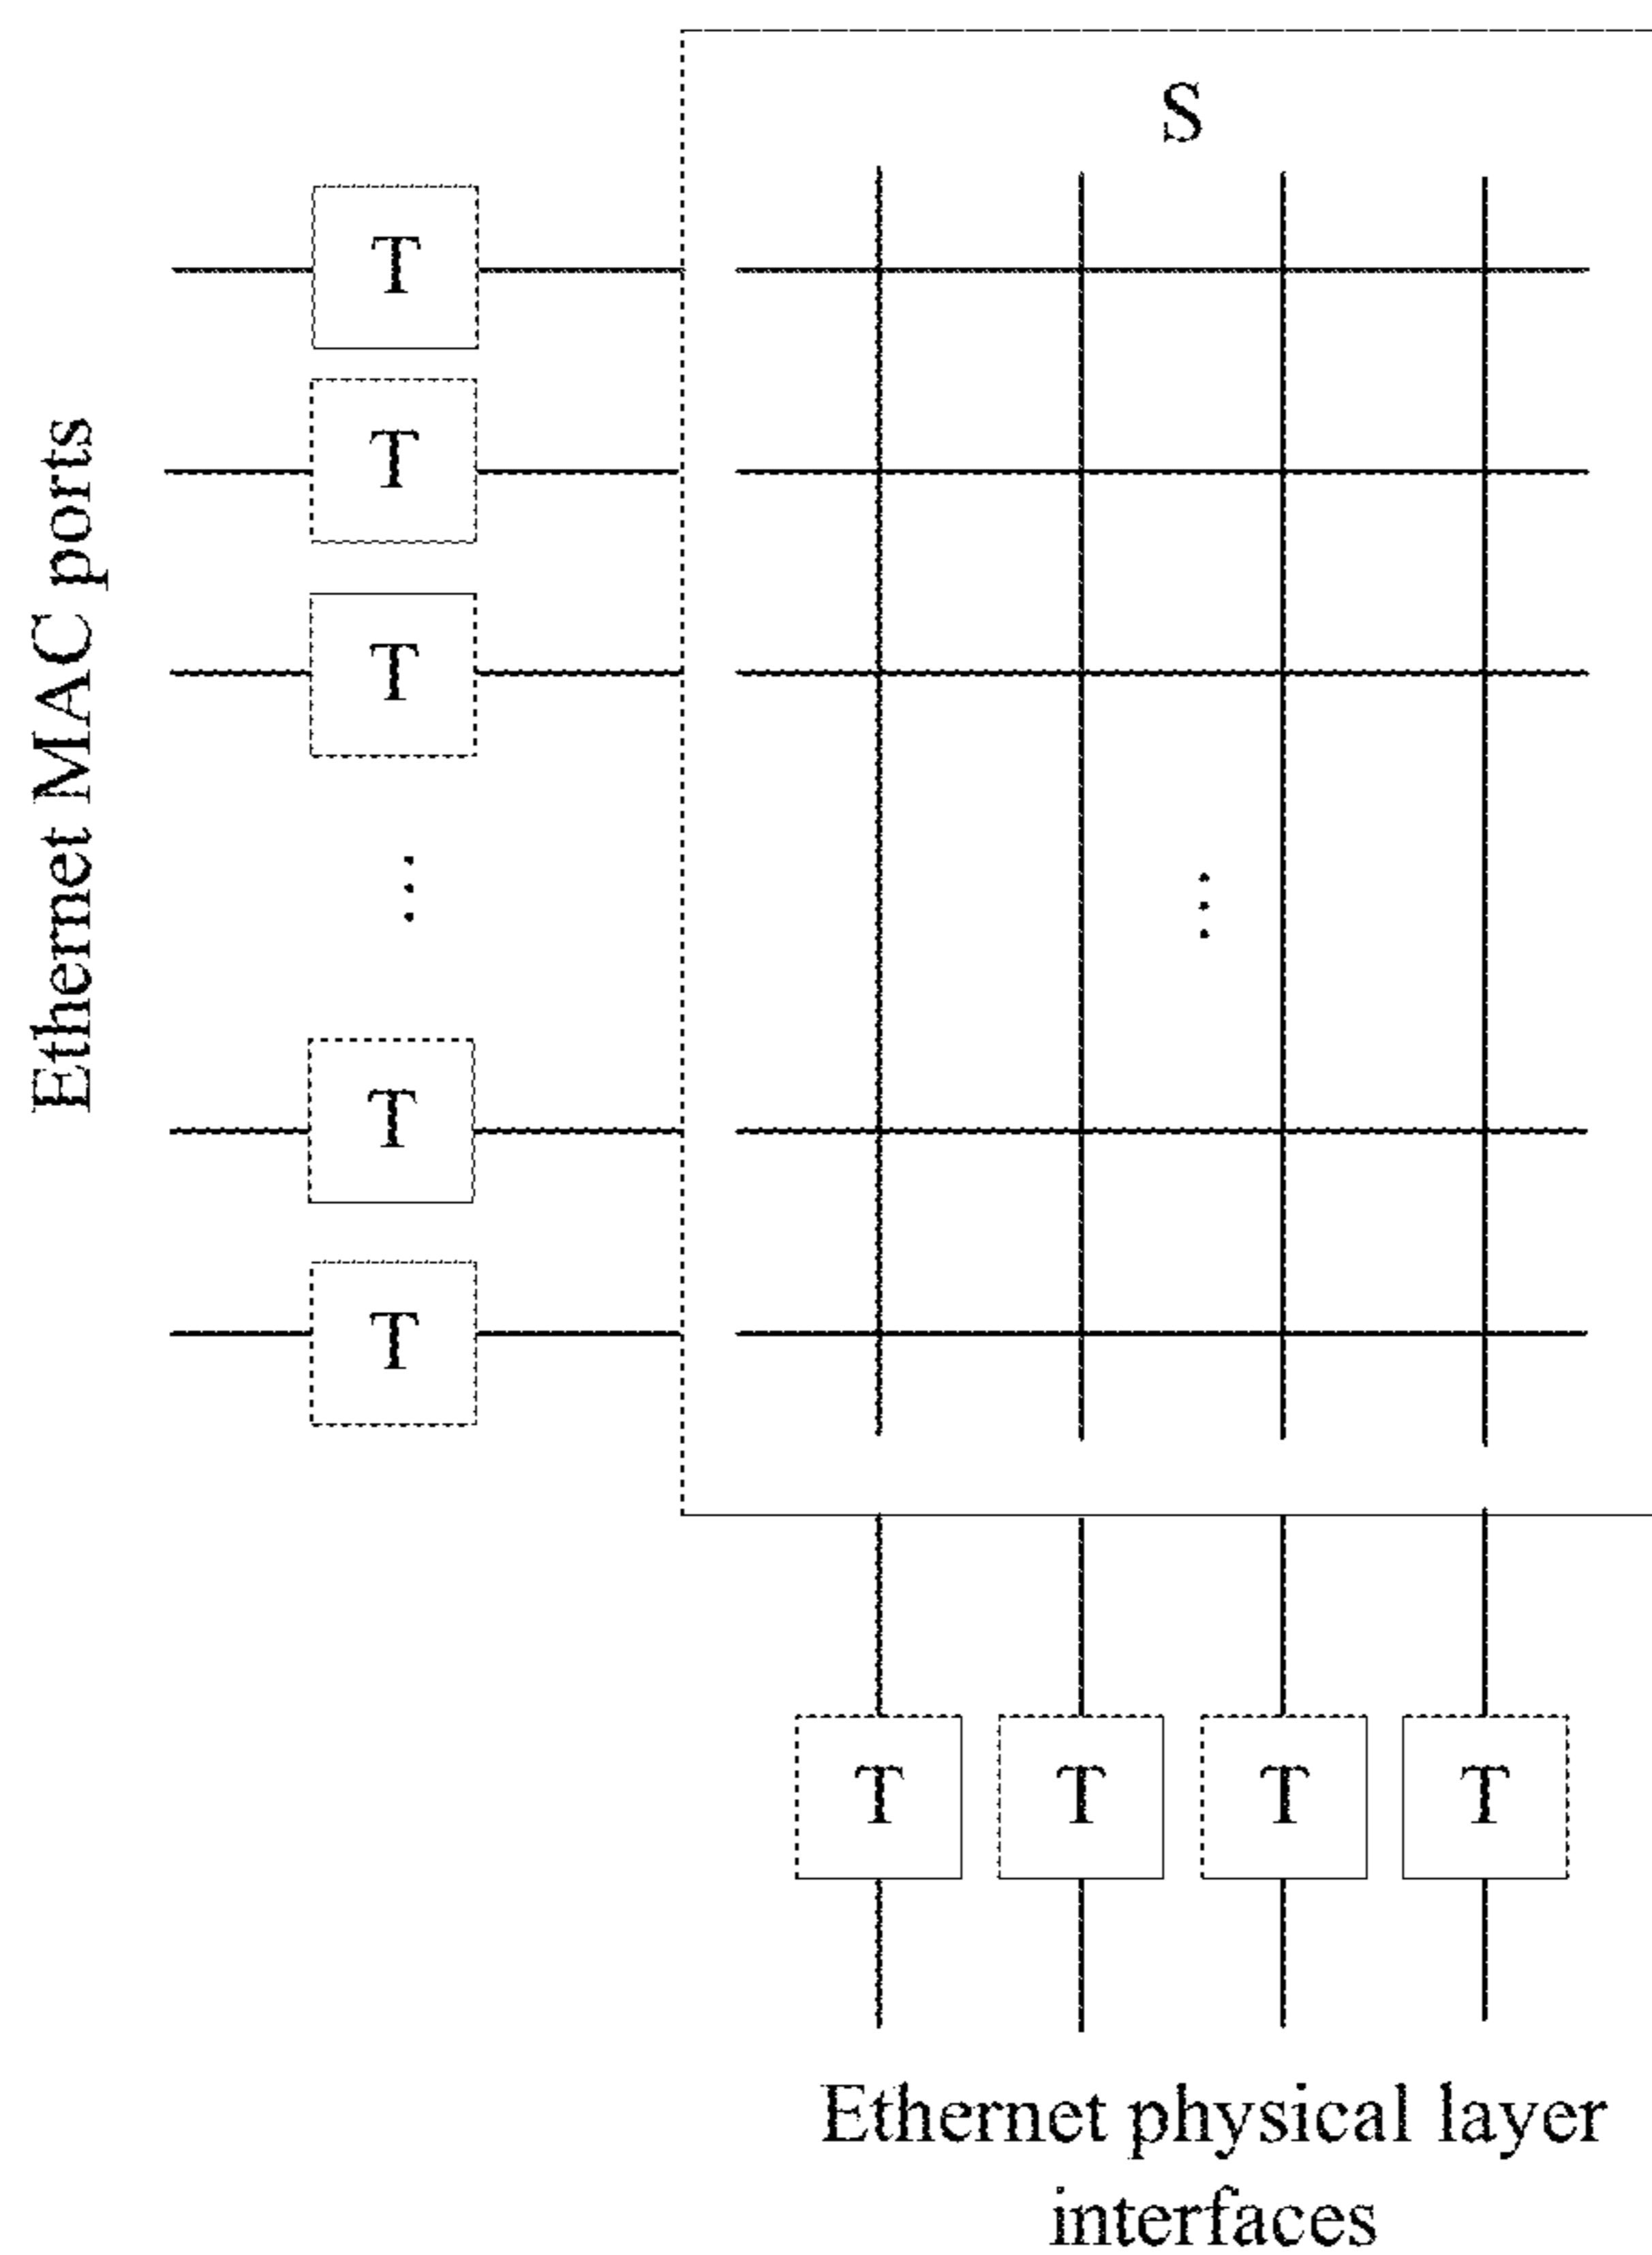 S
T
T
T
Ethernet MAC ports
T
T
T T T T
Ethernet physical layer
interfaces